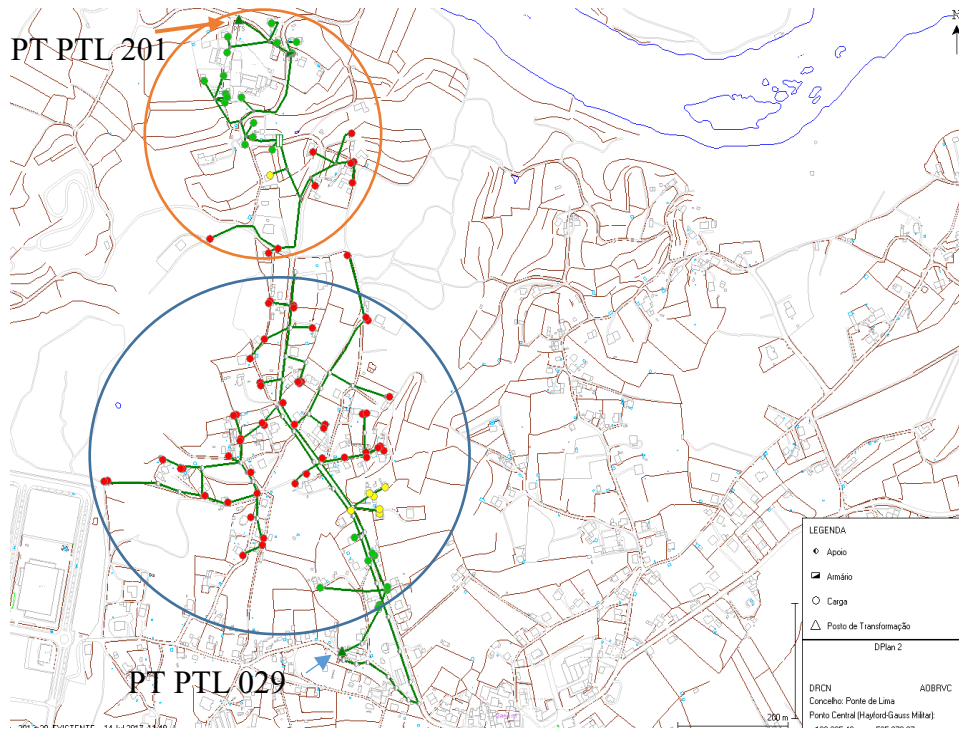 N
PT PTL 201
PT PTL 029
LEGENDA
Apoio
Armário
Carga
Posto de Transformação
DPlan 2
DRCN AOBRVC
Concelho: Ponte de Lima
Ponto Central (Hayford-Gauss Militar):
200 m